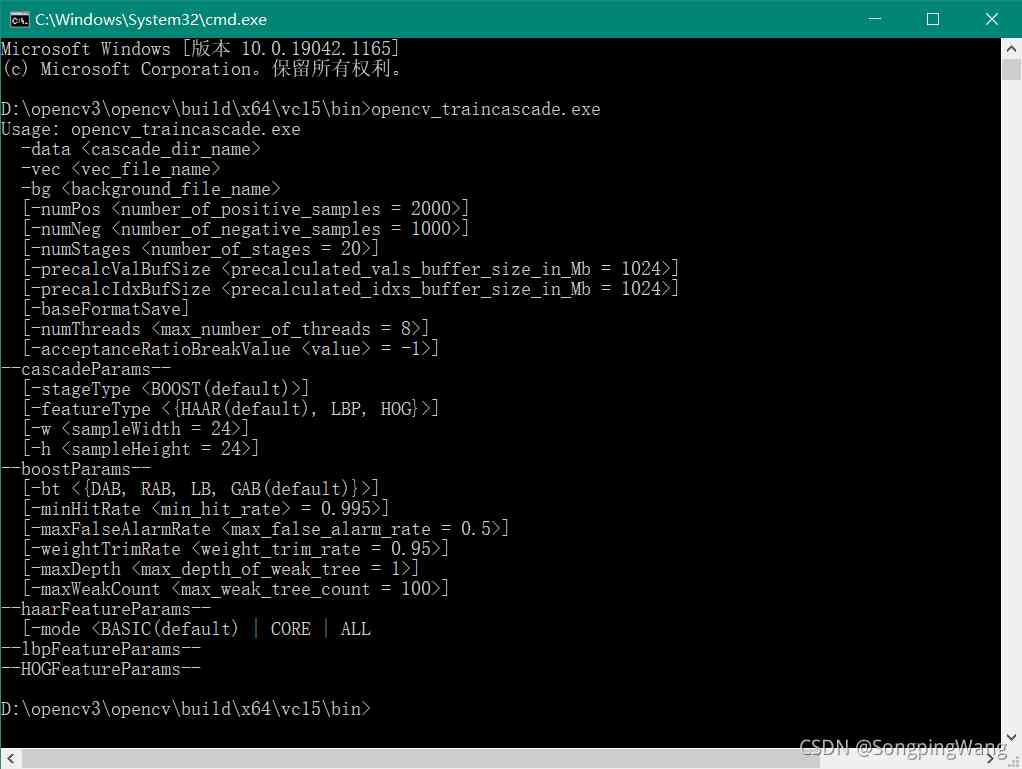 C:\Windows\System32\cmd.exe
Microsoft Windows [版本 10.0.19042.1165]
(c) Microsoft Corporation。保留所有权利。
D:\opencv3\opencv\build\x64\vc15\bin>opencv_traincascade.exe
Usage: opencv_traincascade.exe
  -data <cascade_dir_name>
  -vec <vec_file_name>
  -bg <background_file_name>
  [-numPos <number_of_positive_samples = 2000>]
  [-numNeg <number_of_negative_samples = 1000>]
  [-numStages <number_of_stages = 20>]
  [-precalcValBufSize <precalculated_vals_buffer_size_in_Mb = 1024>]
  [-precalcIdxBufSize <precalculated_idxs_buffer_size_in_Mb = 1024>]
  [-baseFormatSave]
  [-numThreads <max_number_of_threads = 8>]
  [-acceptanceRatioBreakValue <value> = -1>]
--cascadeParams--
  [-stageType <BOOST(default)>]
  [-featureType <{HAAR(default), LBP, HOG}>]
  [-w <sampleWidth = 24>]
  [-h <sampleHeight = 24>]
--boostParams--
  [-bt <{DAB, RAB, LB, GAB(default)}>]
  [-minHitRate <min_hit_rate> = 0.995>]
  [-maxFalseAlarmRate <max_false_alarm_rate = 0.5>]
  [-weightTrimRate <weight_trim_rate = 0.95>]
  [-maxDepth <max_depth_of_weak_tree = 1>]
  [-maxWeakCount <max_weak_tree_count = 100>]
--haarFeatureParams--
  [-mode <BASIC(default) | CORE | ALL
--lbpFeatureParams--
--HOGFeatureParams--
D:\opencv3\opencv\build\x64\vc15\bin>
CSDN @SongpingWang